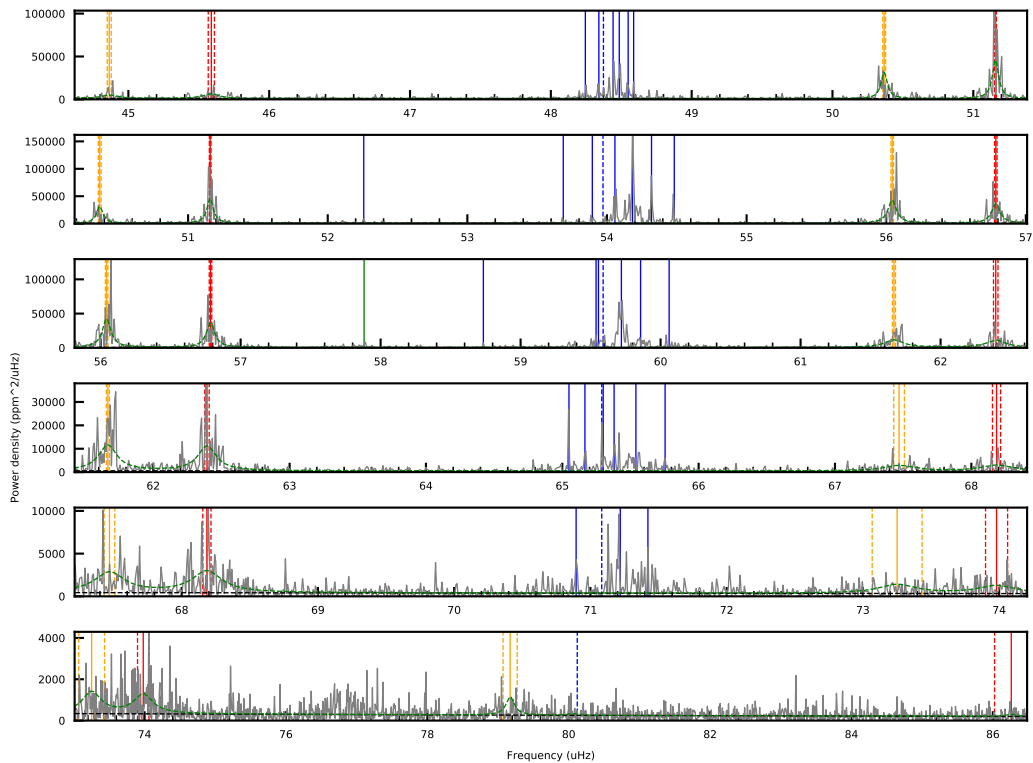 100000
50000
0
45 46 47 48 49 50 51
150000
100000
50000
0
51 52 53 54 55 56 57
100000
50000
0
56 57 58 59 60 61 62
Power density (ppm^2/uHz)
30000
20000
10000
0
62 63 64 65 66 67 68
10000
5000
0
68 69 70 71 72 73 74
4000
2000
0
74 76 78 80 82 84 86
Frequency (uHz)